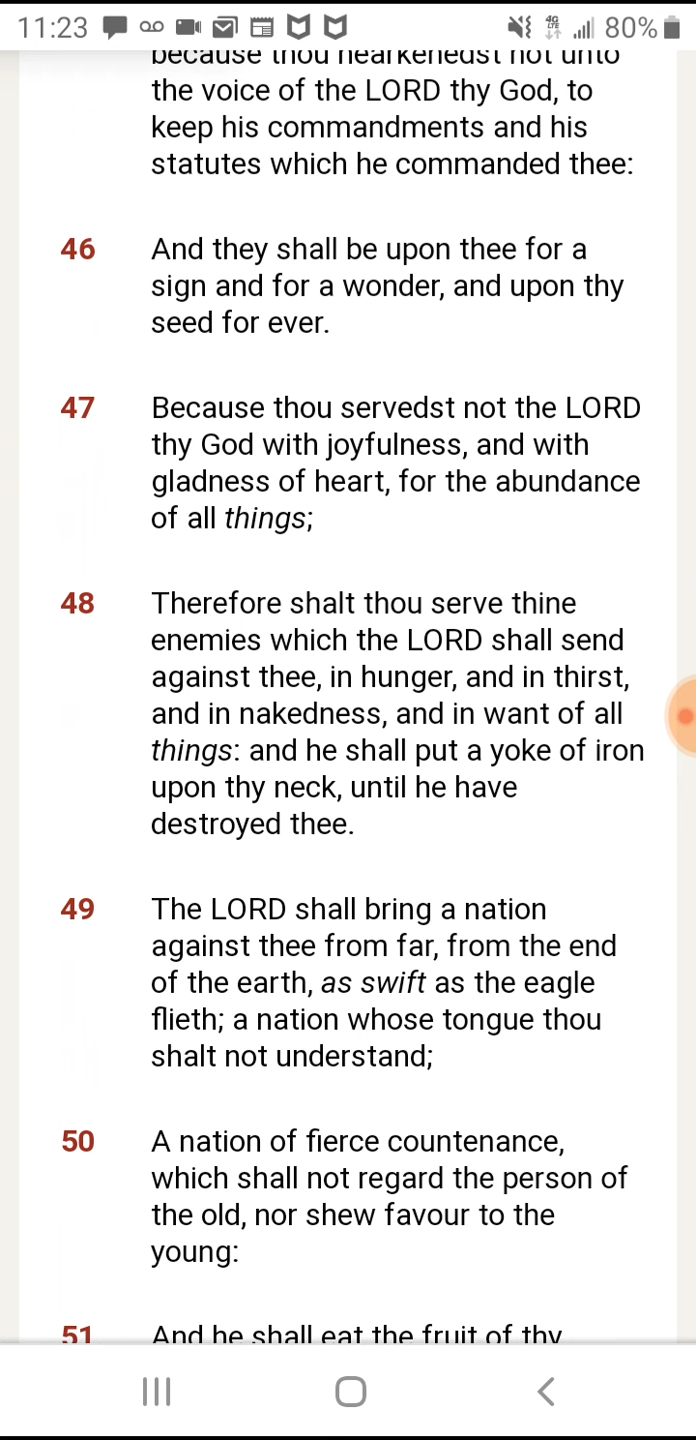 11:23 80%
because thou hearkenedst not unto
the voice of the LORD thy God, to
keep his commandments and his
statutes which he commanded thee:
46 And they shall be upon thee for a
sign and for a wonder, and upon thy
seed for ever.
47 Because thou servedst not the LORD
thy God with joyfulness, and with
gladness of heart, for the abundance
of all things;
48 Therefore shalt thou serve thine
enemies which the LORD shall send
against thee, in hunger, and in thirst,
and in nakedness, and in want of all
things: and he shall put a yoke of iron
upon thy neck, until he have
destroyed thee.
49 The LORD shall bring a nation
against thee from far, from the end
of the earth, as swift as the eagle
flieth; a nation whose tongue thou
shalt not understand;
50 A nation of fierce countenance,
which shall not regard the person of
the old, nor shew favour to the
young:
51 And he shall eat the fruit of thy